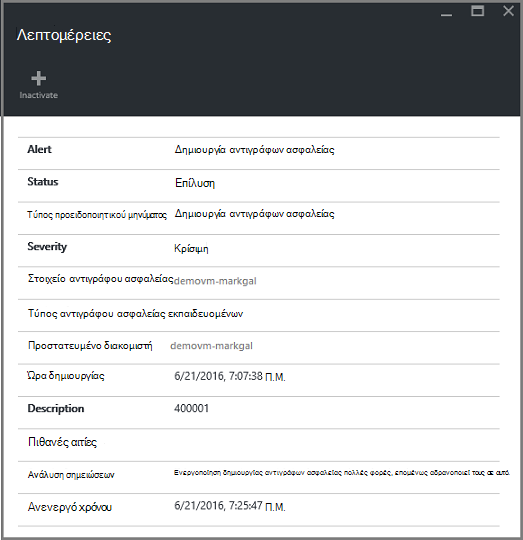 Λεπτομέρειες
Inactivate
Alert Δημιουργία αντιγράφων ασφαλείας
Status Επίλυση
Τύπος προειδοποιητικού μηνύματος Δημιουργία αντιγράφων ασφαλείας
Severity Κρίσιμη
Στοιχείο αντιγράφου ασφαλείας demovm-markgal
Τύπος αντιγράφου ασφαλείας εκπαιδευομένων
Προστατευμένο διακομιστή demovm-markgal
Ώρα δημιουργίας 6/21/2016, 7:07:38 Π.Μ.
Description 400001
Πιθανές αιτίες
Ανάλυση σημειώσεων Ενεργοποίηση δημιουργίας αντιγράφων ασφαλείας πολλές φορές, επομένως αδρανοποιεί τους σε αυτό.
Ανενεργό χρόνου 6/21/2016, 7:25:47 Π.Μ.